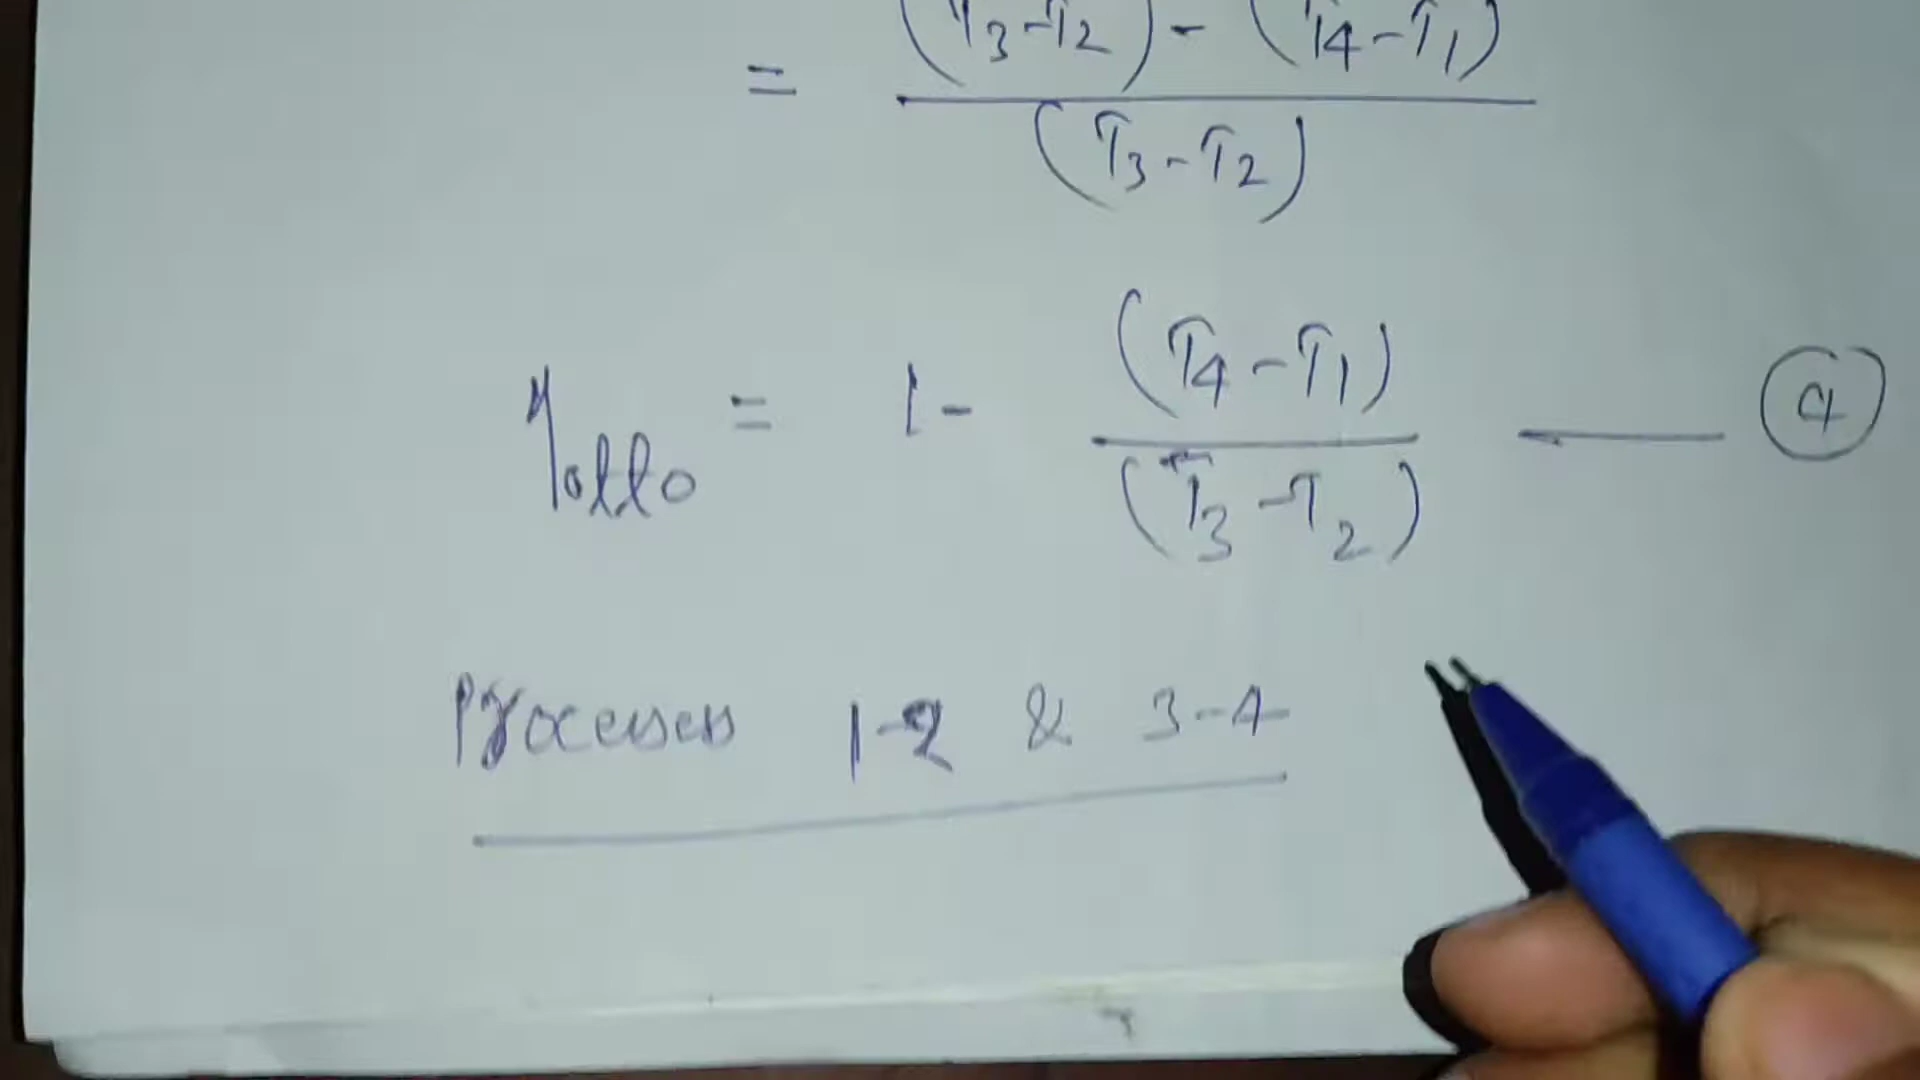 = (T3-T2) - (T4-T1) / (T3-T2)
ηotto = 1 - (T4-T1) / (T3-T2) — 4
Processes 1-2 & 3-4